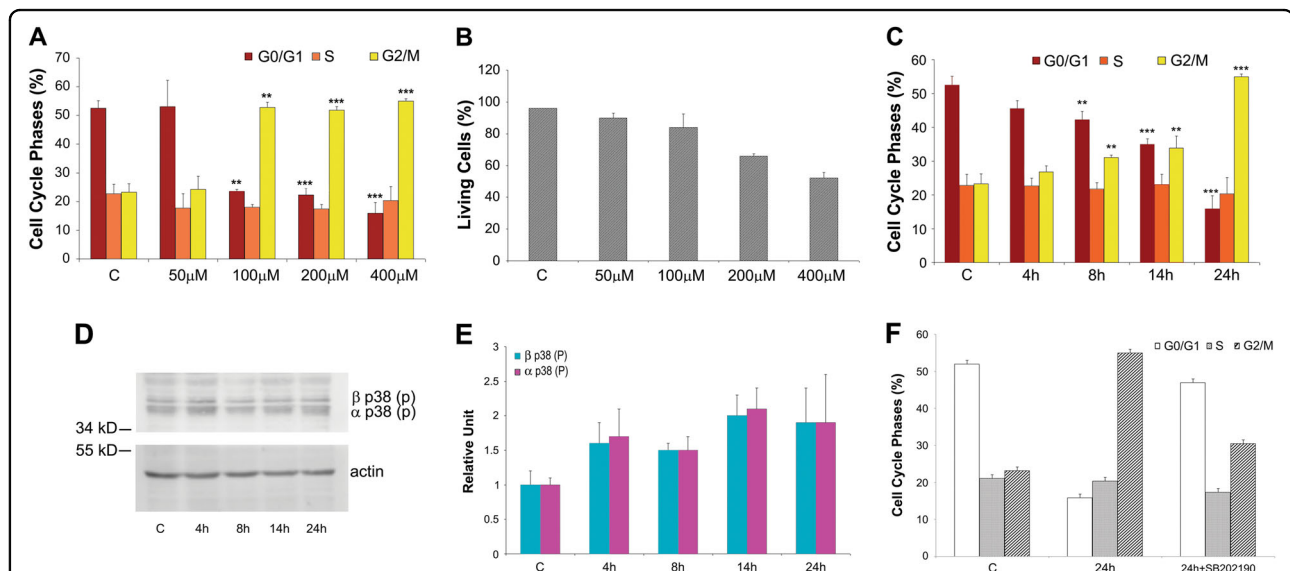 A
G0/G1 S G2/M
Cell Cycle Phases (%)
70
60
50
40
30
20
10
0
** *** ***
** *** ***
C 50µM 100µM 200µM 400µM
B
Living Cells (%)
120
100
80
60
40
20
0
C 50µM 100µM 200µM 400µM
C
G0/G1 S G2/M
Cell Cycle Phases (%)
60
50
40
30
20
10
0
** ** *** ** *** ***
C 4h 8h 14h 24h
D
β p38 (p)
α p38 (p)
34 kD
55 kD
actin
C 4h 8h 14h 24h
E
β p38 (P)
α p38 (P)
Relative Unit
3
2.5
2
1.5
1
0.5
0
C 4h 8h 14h 24h
F
G0/G1 S G2/M
Cell Cycle Phases (%)
60
50
40
30
20
10
0
C 24h 24h+SB202190